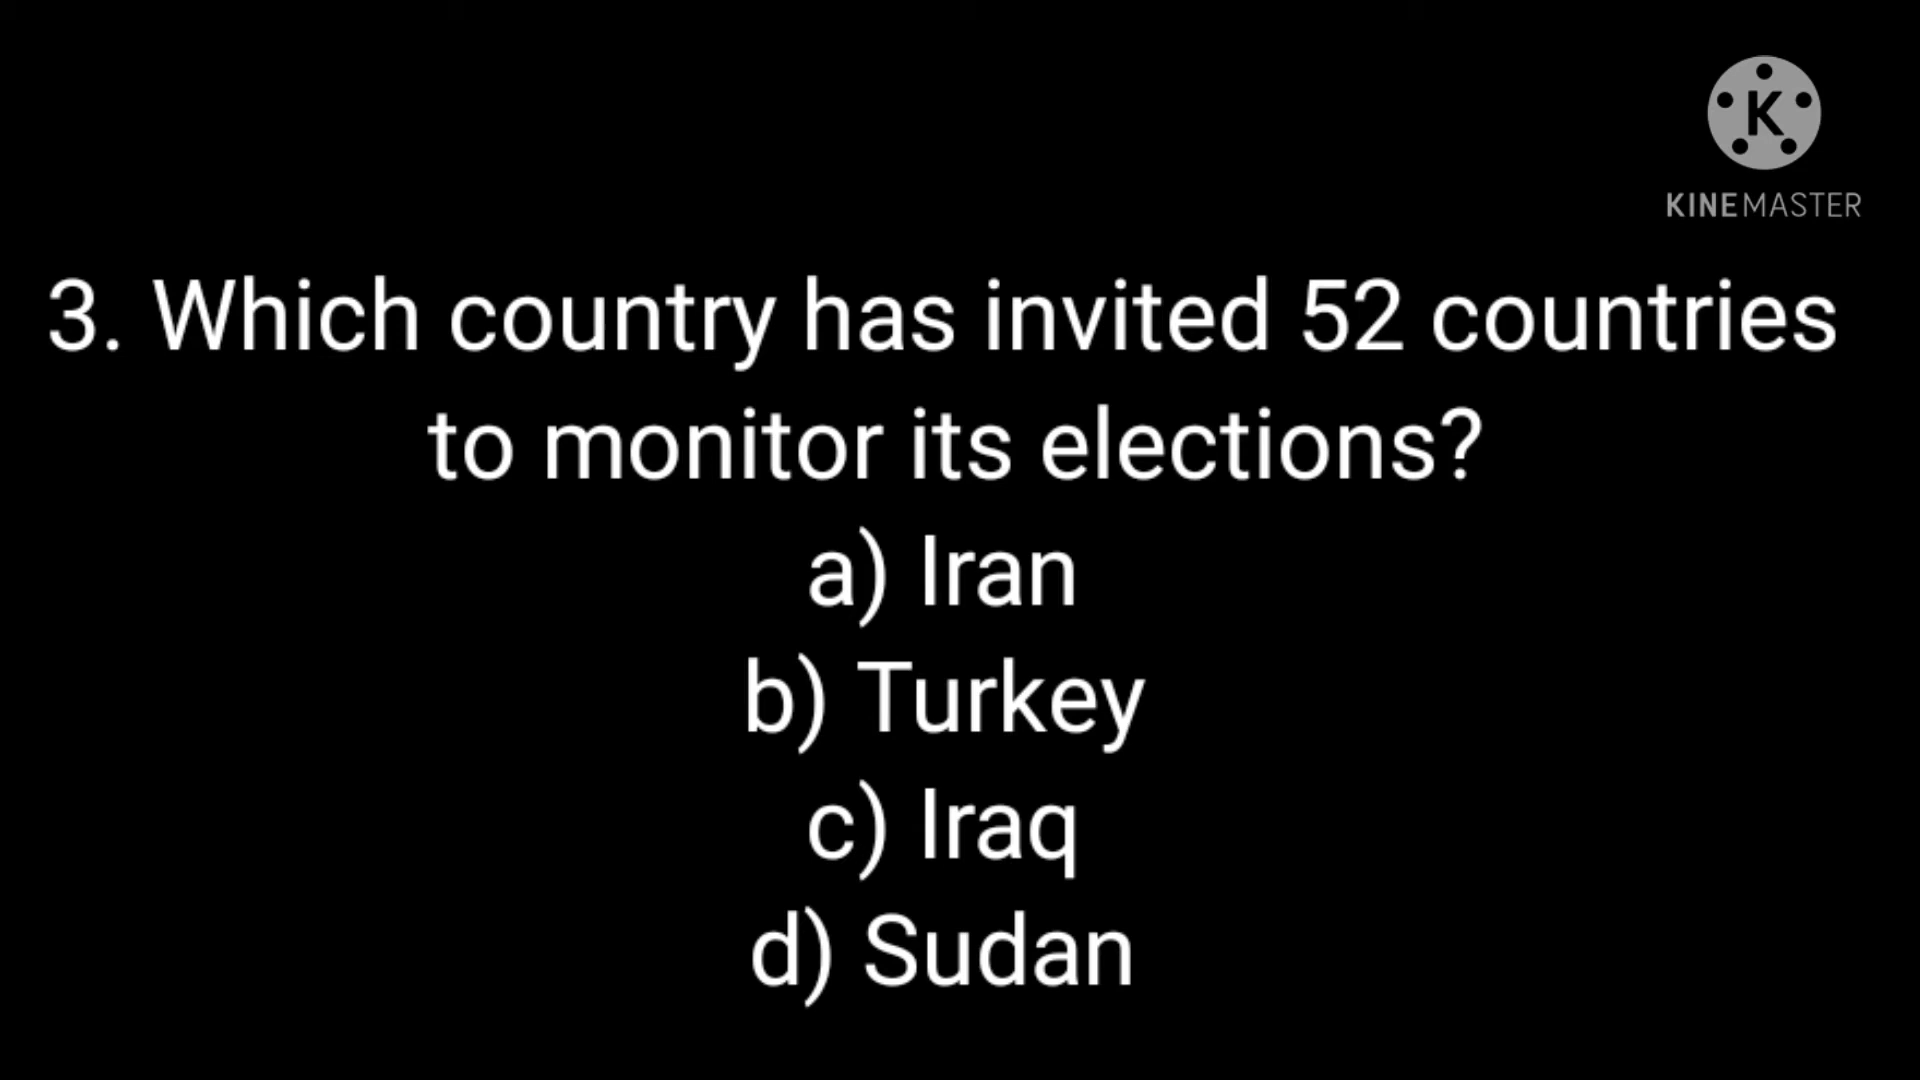 K
KINEMASTER
3. Which country has invited 52 countries
to monitor its elections?
a) Iran
b) Turkey
c) Iraq
d) Sudan